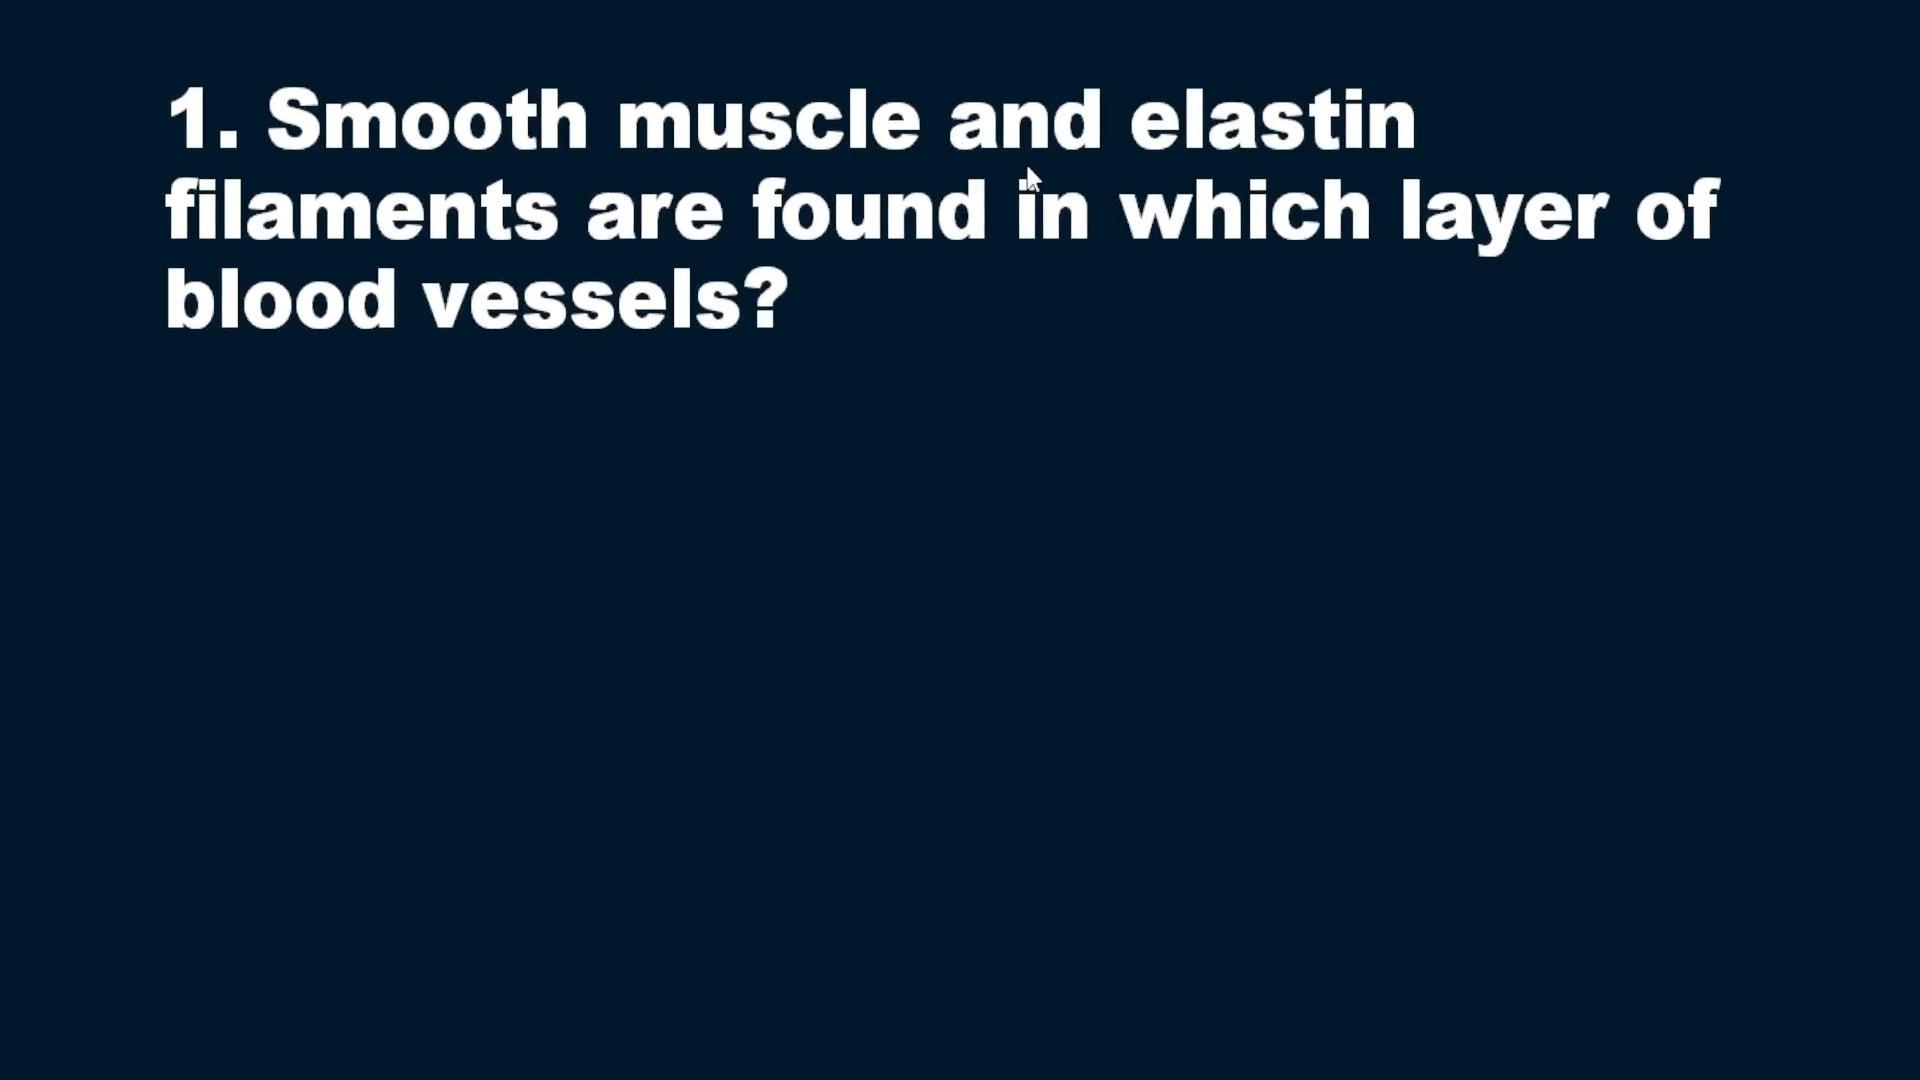 1. Smooth muscle and elastin
filaments are found in which layer of
blood vessels?